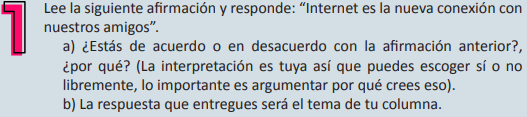 1
Lee la siguiente afirmación y responde: “Internet es la nueva conexión con
nuestros amigos”.
a) ¿Estás de acuerdo o en desacuerdo con la afirmación anterior?,
¿por qué? (La interpretación es tuya así que puedes escoger sí o no
libremente, lo importante es argumentar por qué crees eso).
b) La respuesta que entregues será el tema de tu columna.